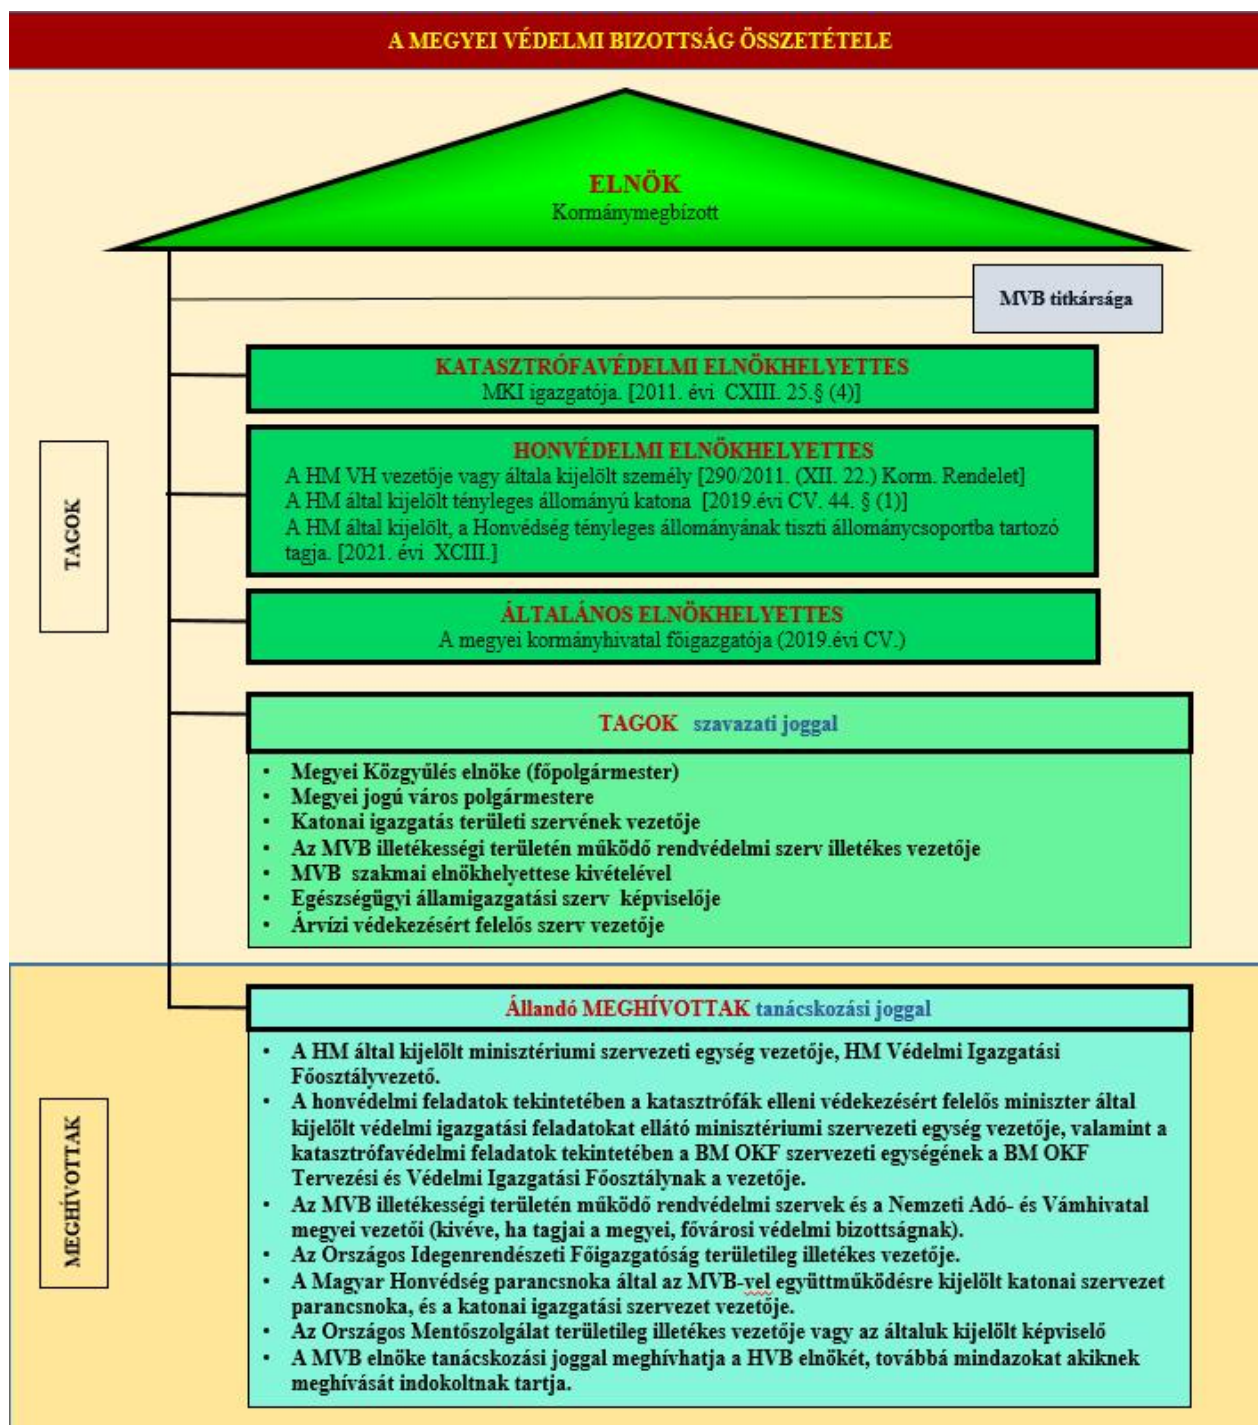 A MEGYEI VÉDELMI BIZOTTSÁG ÖSSZETÉTELE
ELNÖK
Kormánymegbízott
MVB titkársága
TAGOK
KATASZTRÓFAVÉDELMI ELNÖKHELYETTES
MKI igazgatója. [2011. évi CXIII. 25.§ (4)]
HONVÉDELMI ELNÖKHELYETTES
A HM VH vezetője vagy általa kijelölt személy [290/2011. (XII. 22.) Korm. Rendelet]
A HM által kijelölt tényleges állományú katona [2019.évi CV. 44. § (1)]
A HM által kijelölt, a Honvédség tényleges állományának tiszti állománycsoportba tartozó
tagja. [2021. évi XCIII.]
ÁLTALÁNOS ELNÖKHELYETTES
A megyei kormányhivatal főigazgatója (2019.évi CV.)
TAGOK szavazati joggal
• Megyei Közgyűlés elnöke (főpolgármester)
• Megyei jogú város polgármestere
• Katonai igazgatás területi szervének vezetője
• Az MVB illetékességi területén működő rendvédelmi szerv illetékes vezetője
• MVB szakmai elnökhelyettese kivételével
• Egészségügyi államigazgatási szerv képviselője
• Árvízi védekezésért felelős szerv vezetője
MEGHÍVOTTAK
Állandó MEGHÍVOTTAK tanácskozási joggal
• A HM által kijelölt minisztériumi szervezeti egység vezetője, HM Védelmi Igazgatási
Főosztályvezető.
• A honvédelmi feladatok tekintetében a katasztrófák elleni védekezésért felelős miniszter által
kijelölt védelmi igazgatási feladatokat ellátó minisztériumi szervezeti egység vezetője, valamint a
katasztrófavédelmi feladatok tekintetében a BM OKF szervezeti egységének a BM OKF
Tervezési és Védelmi Igazgatási Főosztálynak a vezetője.
• Az MVB illetékességi területén működő rendvédelmi szervek és a Nemzeti Adó- és Vámhivatal
megyei vezetői (kivéve, ha tagjai a megyei, fővárosi védelmi bizottságnak).
• Az Országos Idegenrendészeti Főigazgatóság területileg illetékes vezetője.
• A Magyar Honvédség parancsnoka által az MVB-vel együttműködésre kijelölt katonai szervezet
parancsnoka, és a katonai igazgatási szervezet vezetője.
• Az Országos Mentőszolgálat területileg illetékes vezetője vagy az általuk kijelölt képviselő
• A MVB elnöke tanácskozási joggal meghívhatja a HVB elnökét, továbbá mindazokat akiknek
meghívását indokoltnak tartja.